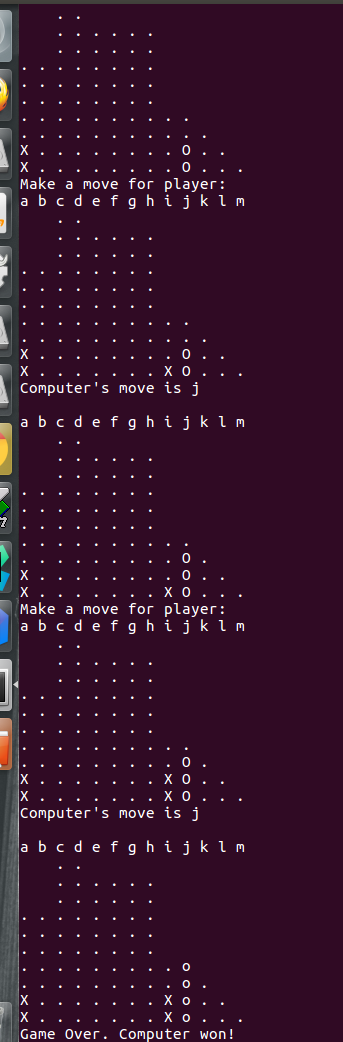 . .
    . . . . . .
    . . . . . .
. . . . . . . .
. . . . . . . .
. . . . . . . .
. . . . . . . . . .
. . . . . . . . . . .
X . . . . . . . . O . .
X . . . . . . . . O . . .
Make a move for player:
a b c d e f g h i j k l m
    . .
    . . . . . .
    . . . . . .
. . . . . . . .
. . . . . . . .
. . . . . . . .
. . . . . . . . . .
. . . . . . . . . . .
X . . . . . . . . O . .
X . . . . . . . X O . . .
Computer's move is j
a b c d e f g h i j k l m
    . .
    . . . . . .
    . . . . . .
. . . . . . . .
. . . . . . . .
. . . . . . . .
. . . . . . . . . .
. . . . . . . . . O .
X . . . . . . . . O . .
X . . . . . . . X O . . .
Make a move for player:
a b c d e f g h i j k l m
    . .
    . . . . . .
    . . . . . .
. . . . . . . .
. . . . . . . .
. . . . . . . .
. . . . . . . . . .
. . . . . . . . . O .
X . . . . . . . X O . .
X . . . . . . . X O . . .
Computer's move is j
a b c d e f g h i j k l m
    . .
    . . . . . .
    . . . . . .
. . . . . . . .
. . . . . . . .
. . . . . . . .
. . . . . . . . . o
. . . . . . . . . o .
X . . . . . . . X o . .
X . . . . . . . X o . . .
Game Over. Computer won!